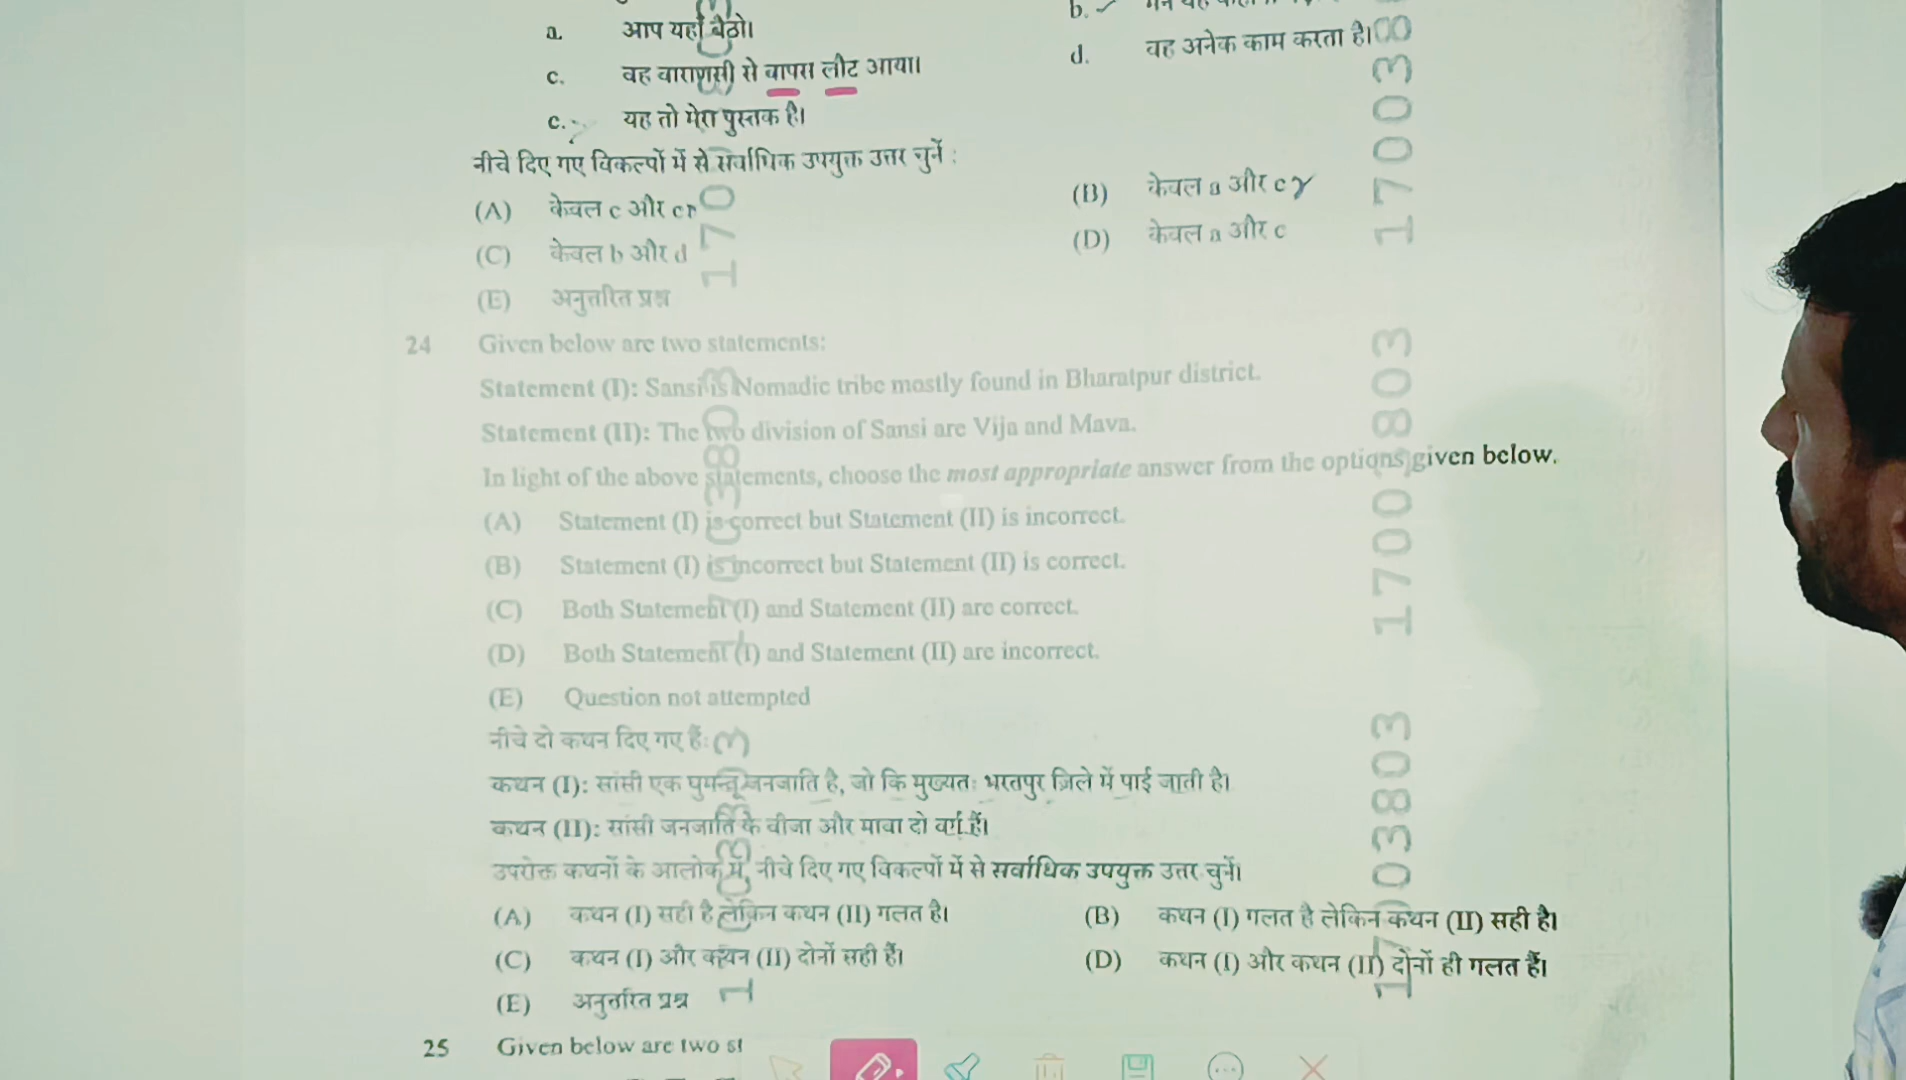 a. आप यहाँ बैठो।
b.
c. वह वाराणसी से वापस लौट आया।
d. वह अनेक काम करता है।
c. यह तो मेरा पुस्तक है।
नीचे दिए गए विकल्पों में से सर्वाधिक उपयुक्त उत्तर चुनें :
(A) केवल c और c
(B) केवल a और c
(C) केवल b और d
(D) केवल a और c
(E) अनुत्तरित प्रश्न
24 Given below are two statements:
Statement (I): Sansi is Nomadic tribe mostly found in Bharatpur district.
Statement (II): The two division of Sansi are Vija and Mava.
In light of the above statements, choose the most appropriate answer from the options given below.
(A) Statement (I) is correct but Statement (II) is incorrect.
(B) Statement (I) is incorrect but Statement (II) is correct.
(C) Both Statement (I) and Statement (II) are correct.
(D) Both Statement (I) and Statement (II) are incorrect.
(E) Question not attempted
नीचे दो कथन दिए गए हैं:
कथन (I): सांसी एक घुमन्तू जनजाति है, जो कि मुख्यतः भरतपुर ज़िले में पाई जाती है।
कथन (II): सांसी जनजाति के वीजा और मावा दो वर्ग हैं।
उपरोक्त कथनों के आलोक में, नीचे दिए गए विकल्पों में से सर्वाधिक उपयुक्त उत्तर चुनें।
(A) कथन (I) सही है लेकिन कथन (II) गलत है।
(B) कथन (I) गलत है लेकिन कथन (II) सही है।
(C) कथन (I) और कथन (II) दोनों सही हैं।
(D) कथन (I) और कथन (II) दोनों ही गलत हैं।
(E) अनुत्तरित प्रश्न
25 Given below are two st
1700380
17003803
17003803